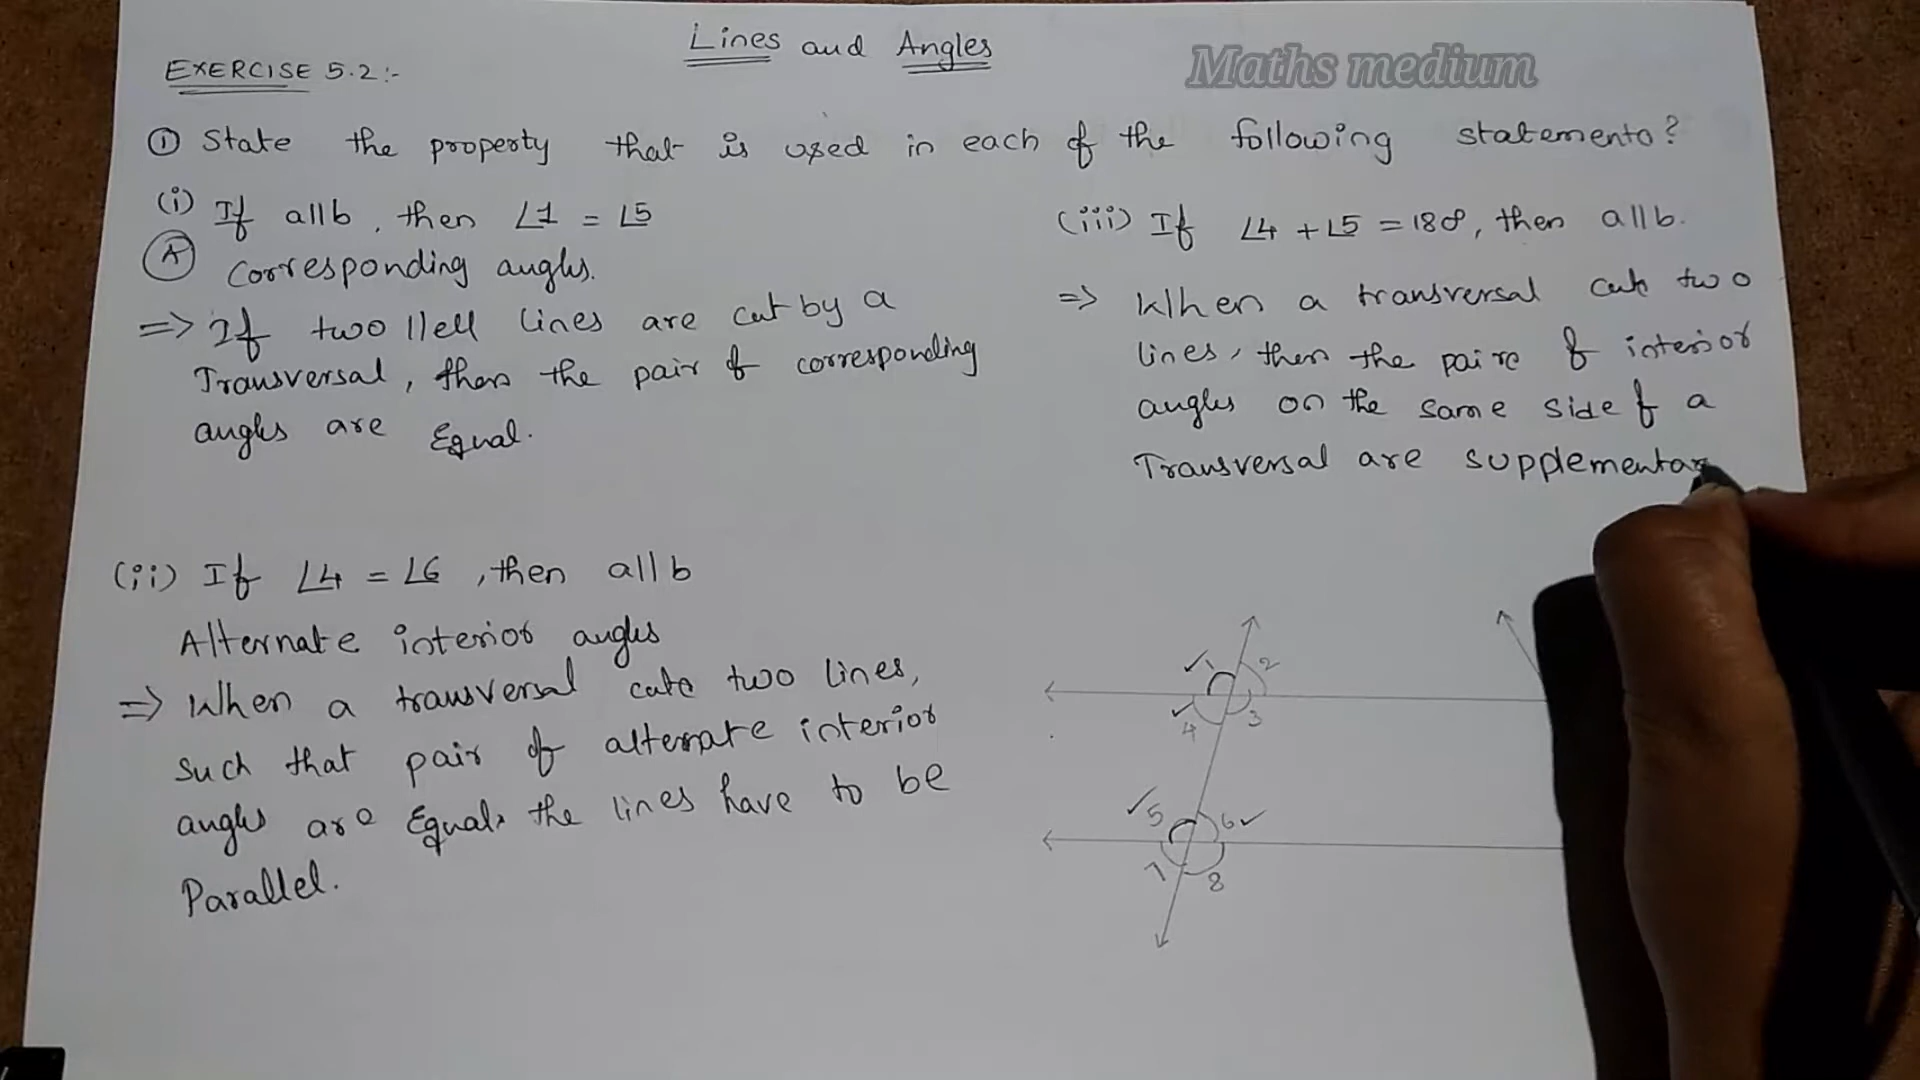 Lines and Angles
Maths medium
EXERCISE 5.2:-
① State the property that is used in each of the following statements?
(i) If a||b, then ∠1 = ∠5
Ⓐ Corresponding angles.
=> If two ||ell lines are cut by a
Transversal, then the pair of corresponding
angles are Equal.
(ii) If ∠4 = ∠6, then a||b
Alternate interior angles
=> When a transversal cuts two lines,
such that pair of alternate interior
angles are Equal, the lines have to be
Parallel.
(iii) If ∠4 + ∠5 = 180, then a||b.
=> When a transversal cuts two
lines, then the pairs of interior
angles on the same side of a
Transversal are supplementar
1 2
4 3
5 6
7 8